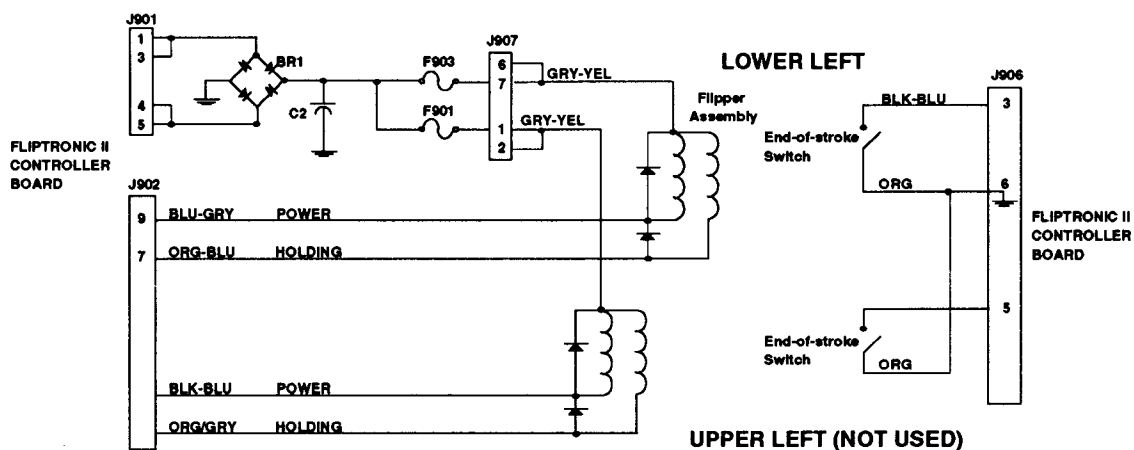 J901
1
3
4
5
BR1
C2
F903
F901
J907
6
7
1
2
GRY-YEL
GRY-YEL
LOWER LEFT
Flipper
Assembly
J906
3
6
5
BLK-BLU
End-of-stroke
Switch
ORG
FLIPTRONIC II
CONTROLLER
BOARD
FLIPTRONIC II
CONTROLLER
BOARD
J902
9
BLU-GRY POWER
7
ORG-BLU HOLDING
End-of-stroke
Switch
ORG
BLK-BLU POWER
ORG/GRY HOLDING
UPPER LEFT (NOT USED)